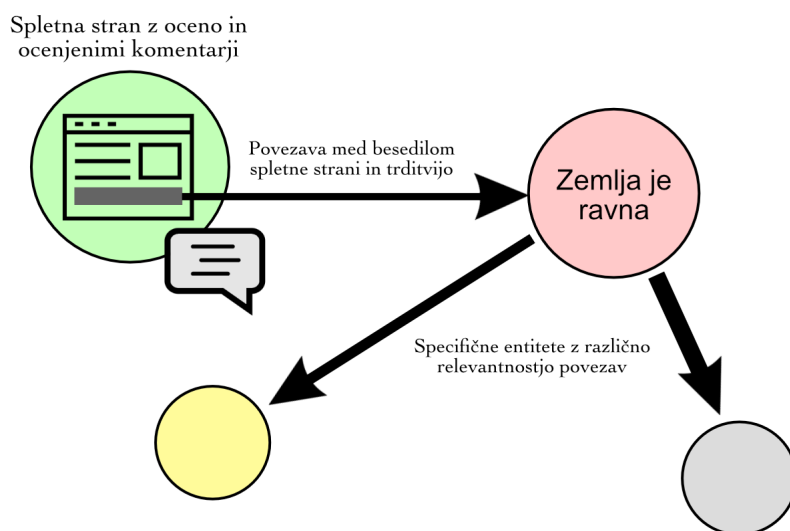 Spletna stran z oceno in
ocenjenimi komentarji
Povezava med besedilom
spletne strani in trditvijo
Zemlja je
ravna
Specifične entitete z različno
relevantnostjo povezav